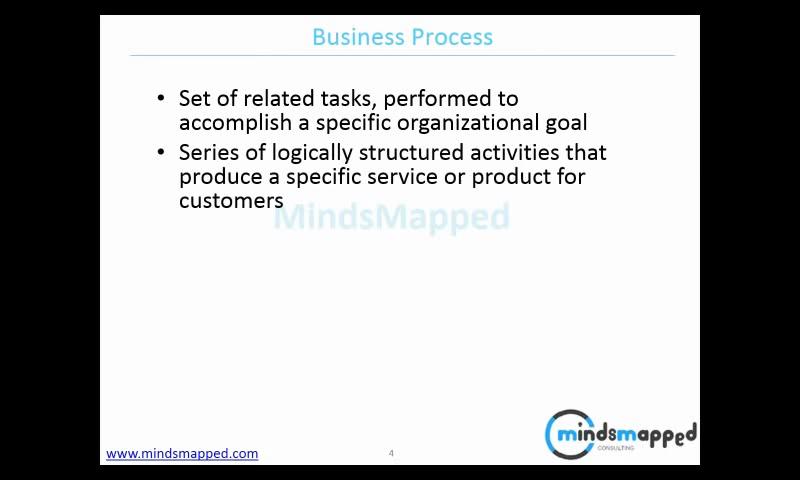 Business Process
• Set of related tasks, performed to
accomplish a specific organizational goal
• Series of logically structured activities that
produce a specific service or product for
customers
MindsMapped
mindsmapped
CONSULTING
www.mindsmapped.com
4